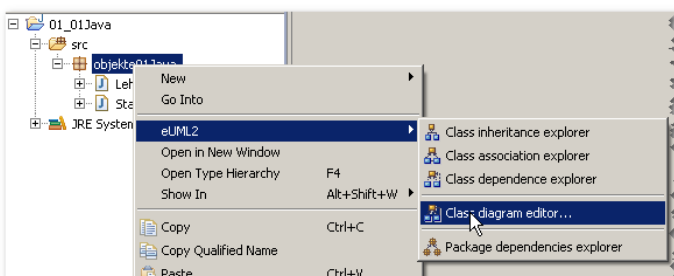 01_01Java
src
objekte01Java
Leh
New
Sta
Go Into
JRE System
eUML2
Class inheritance explorer
Open in New Window
Class association explorer
Open Type Hierarchy F4
Class dependence explorer
Show In Alt+Shift+W
Class diagram editor...
Copy Ctrl+C
Package dependencies explorer
Copy Qualified Name
Paste Ctrl+V